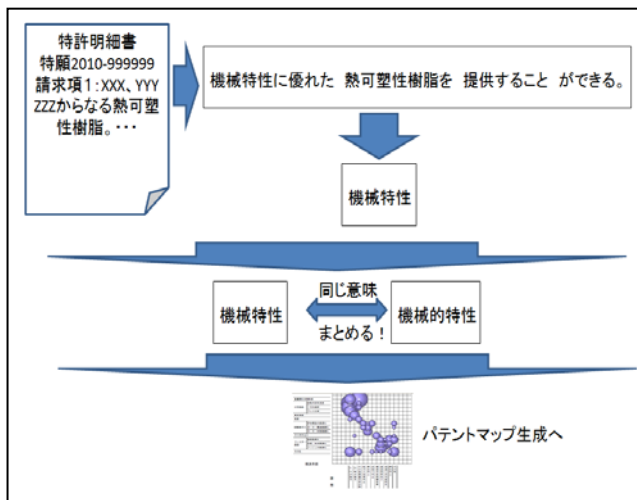 特許明細書
特願2010-999999
請求項1:XXX、YYY
ZZZからなる熱可塑
性樹脂。・・・
機械特性に優れた 熱可塑性樹脂を 提供すること ができる。
機械特性
同じ意味
機械特性
機械的特性
まとめる！
パテントマップ生成へ